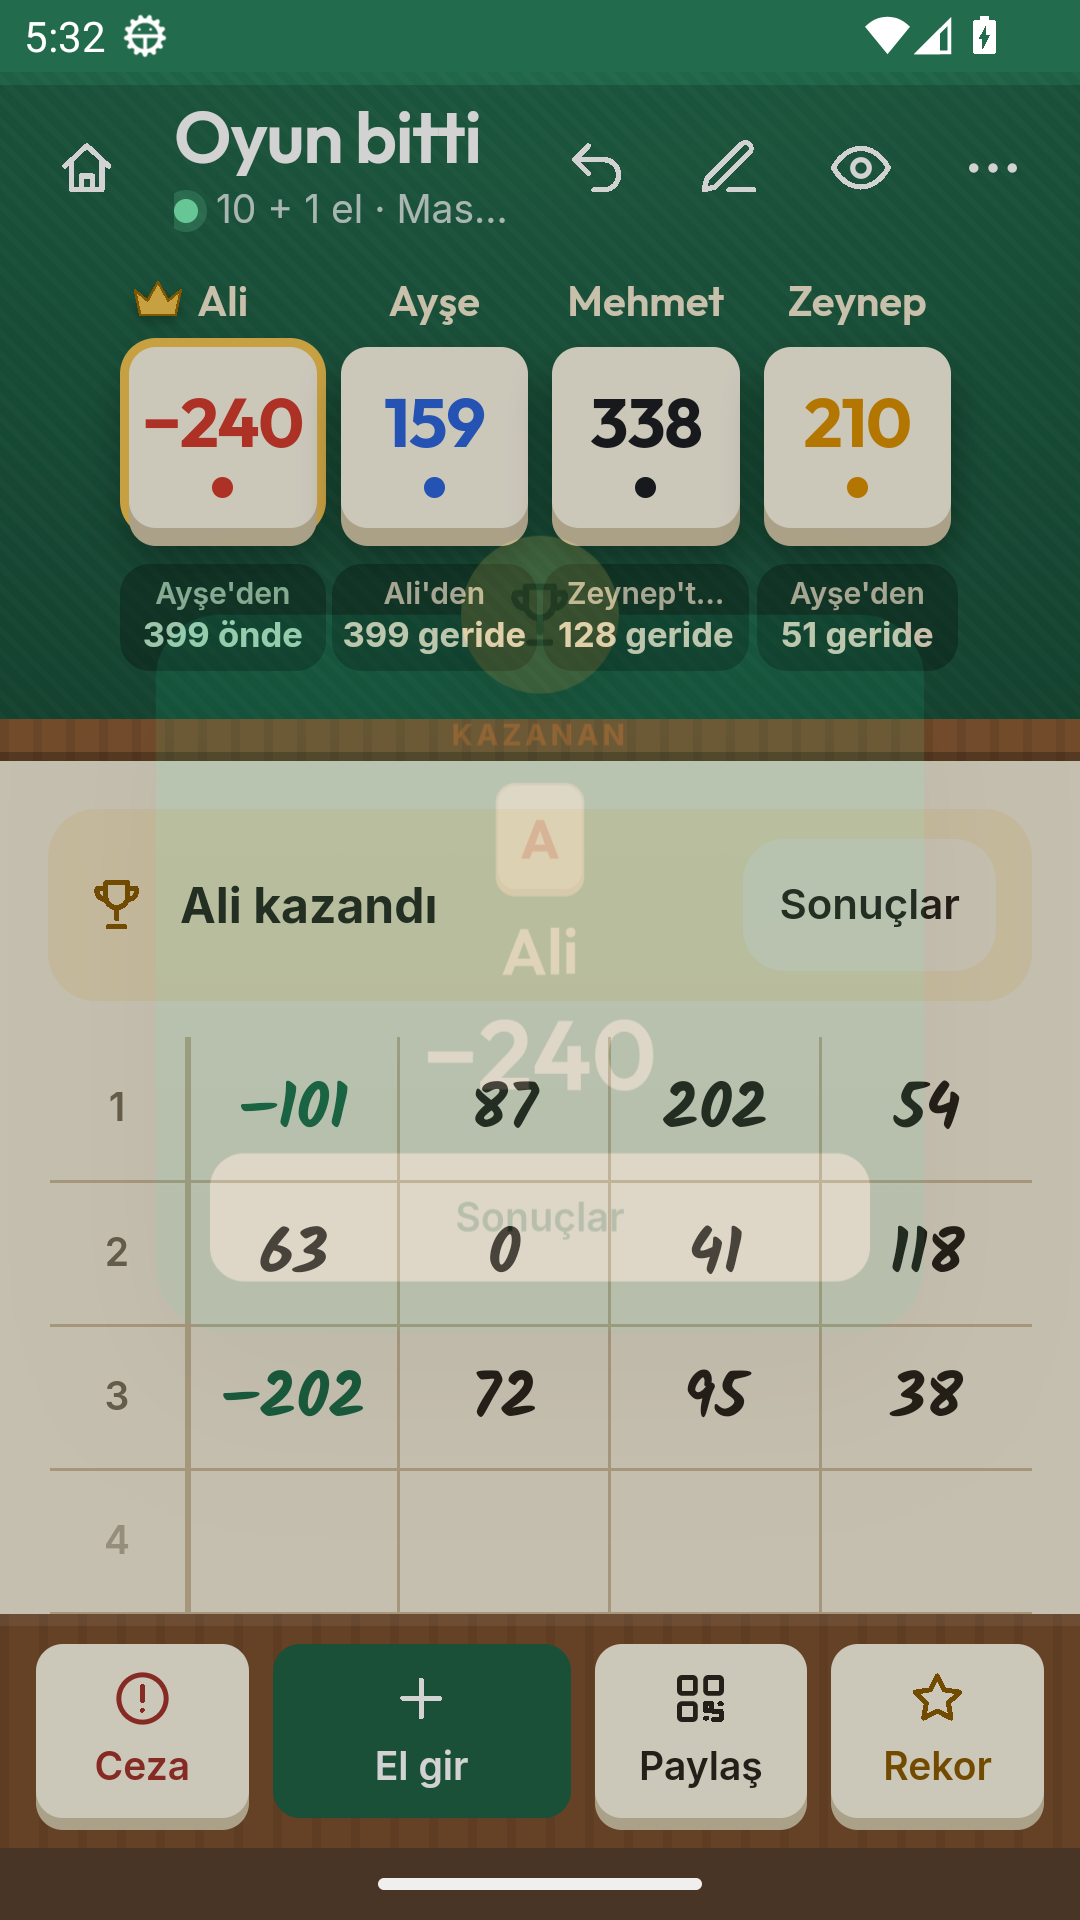 5:32
Oyun bitti
10 + 1 el · Mas...
Ali Ayşe Mehmet Zeynep
−240 159 338 210
Ayşe'den Ali'den Zeynep't... Ayşe'den
399 önde 399 geride 128 geride 51 geride
KAZANAN
A
Ali kazandı Sonuçlar
Ali
−240
1 −101 87 202 54
Sonuçlar
2 63 0 41 118
3 −202 72 95 38
4
Ceza El gir Paylaş Rekor